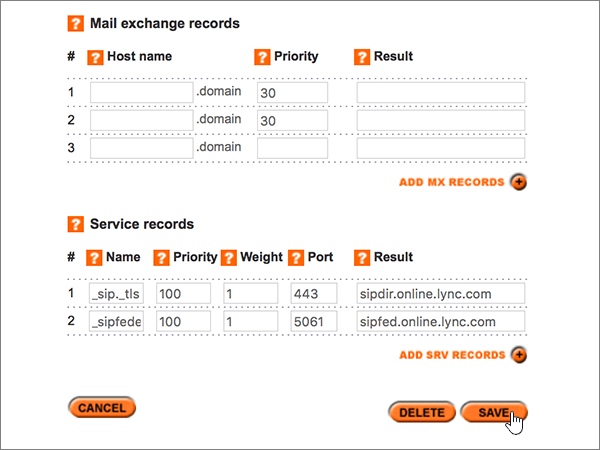 ? Mail exchange records
# ? Host name ? Priority ? Result
1 .domain 30
2 .domain 30
3 .domain
ADD MX RECORDS +
? Service records
# ? Name ? Priority ? Weight ? Port ? Result
1 _sip._tls 100 1 443 sipdir.online.lync.com
2 _sipfede 100 1 5061 sipfed.online.lync.com
ADD SRV RECORDS +
CANCEL DELETE SAVE